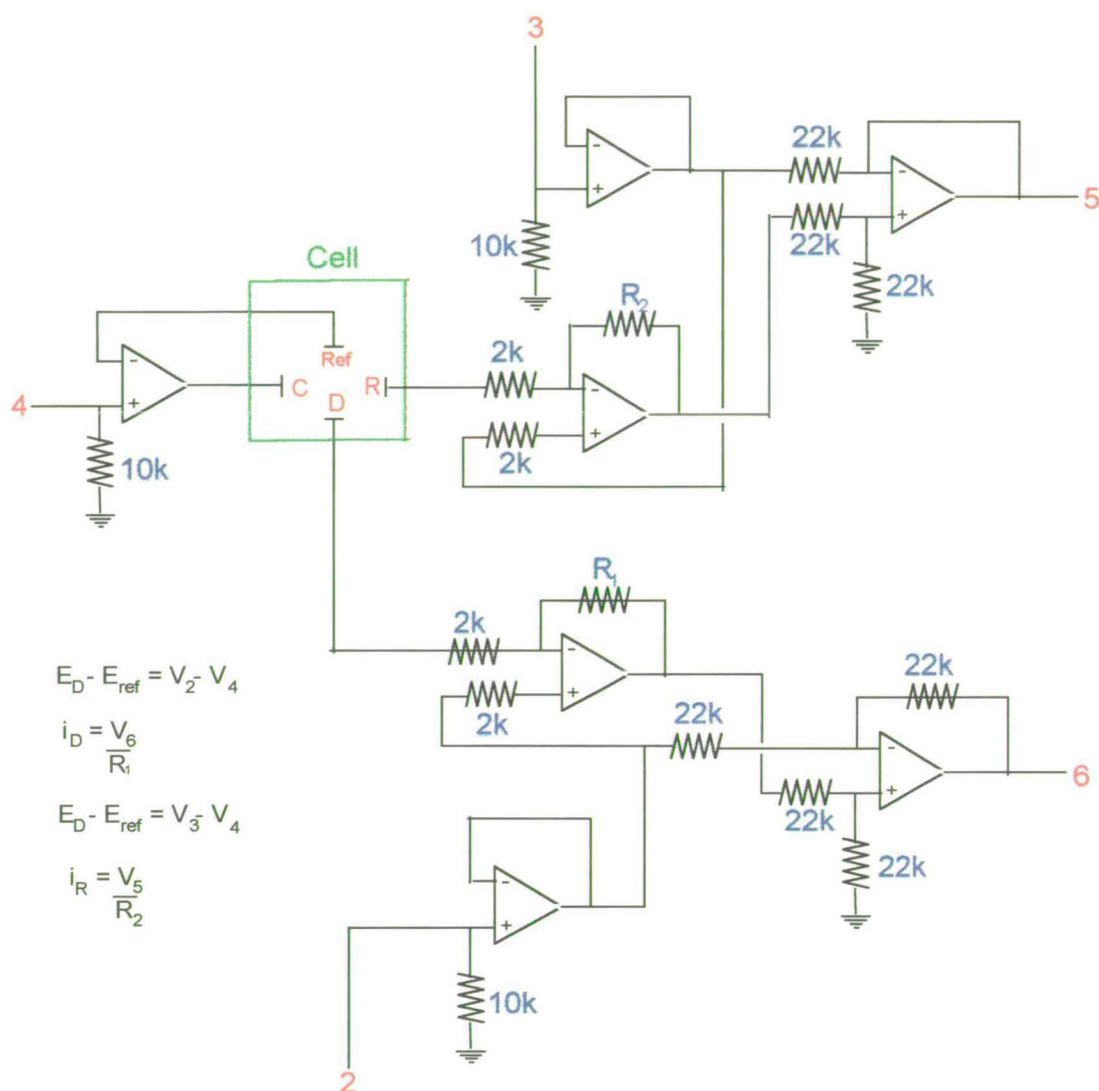 3
22k
-
+
-
+
5
22k
10k
22k
Cell
R2
Ref
2k
-
+
C
R
D
-
+
4
2k
10k
R1
2k
-
+
2k
22k
22k
-
+
6
22k
22k
ED - Eref = V2 - V4
iD = V6
R1
ED - Eref = V3 - V4
iR = V5
R2
-
+
10k
2